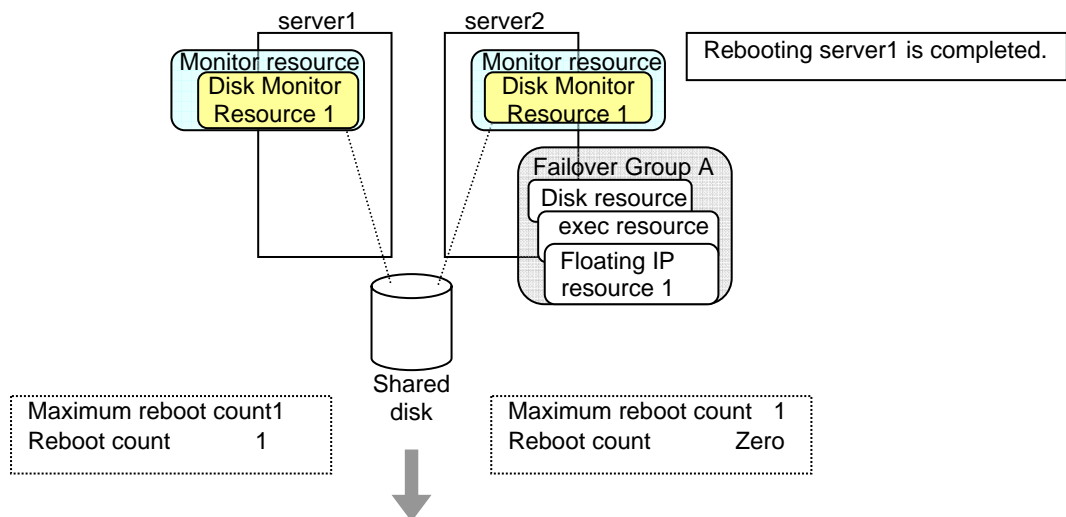 server1
server2
Rebooting server1 is completed.
Monitor resource
Disk Monitor
Resource 1
Monitor resource
Disk Monitor
Resource 1
Failover Group A
Disk resource
exec resource
Floating IP
resource 1
Shared
disk
Maximum reboot count1
Reboot count 1
Maximum reboot count 1
Reboot count Zero